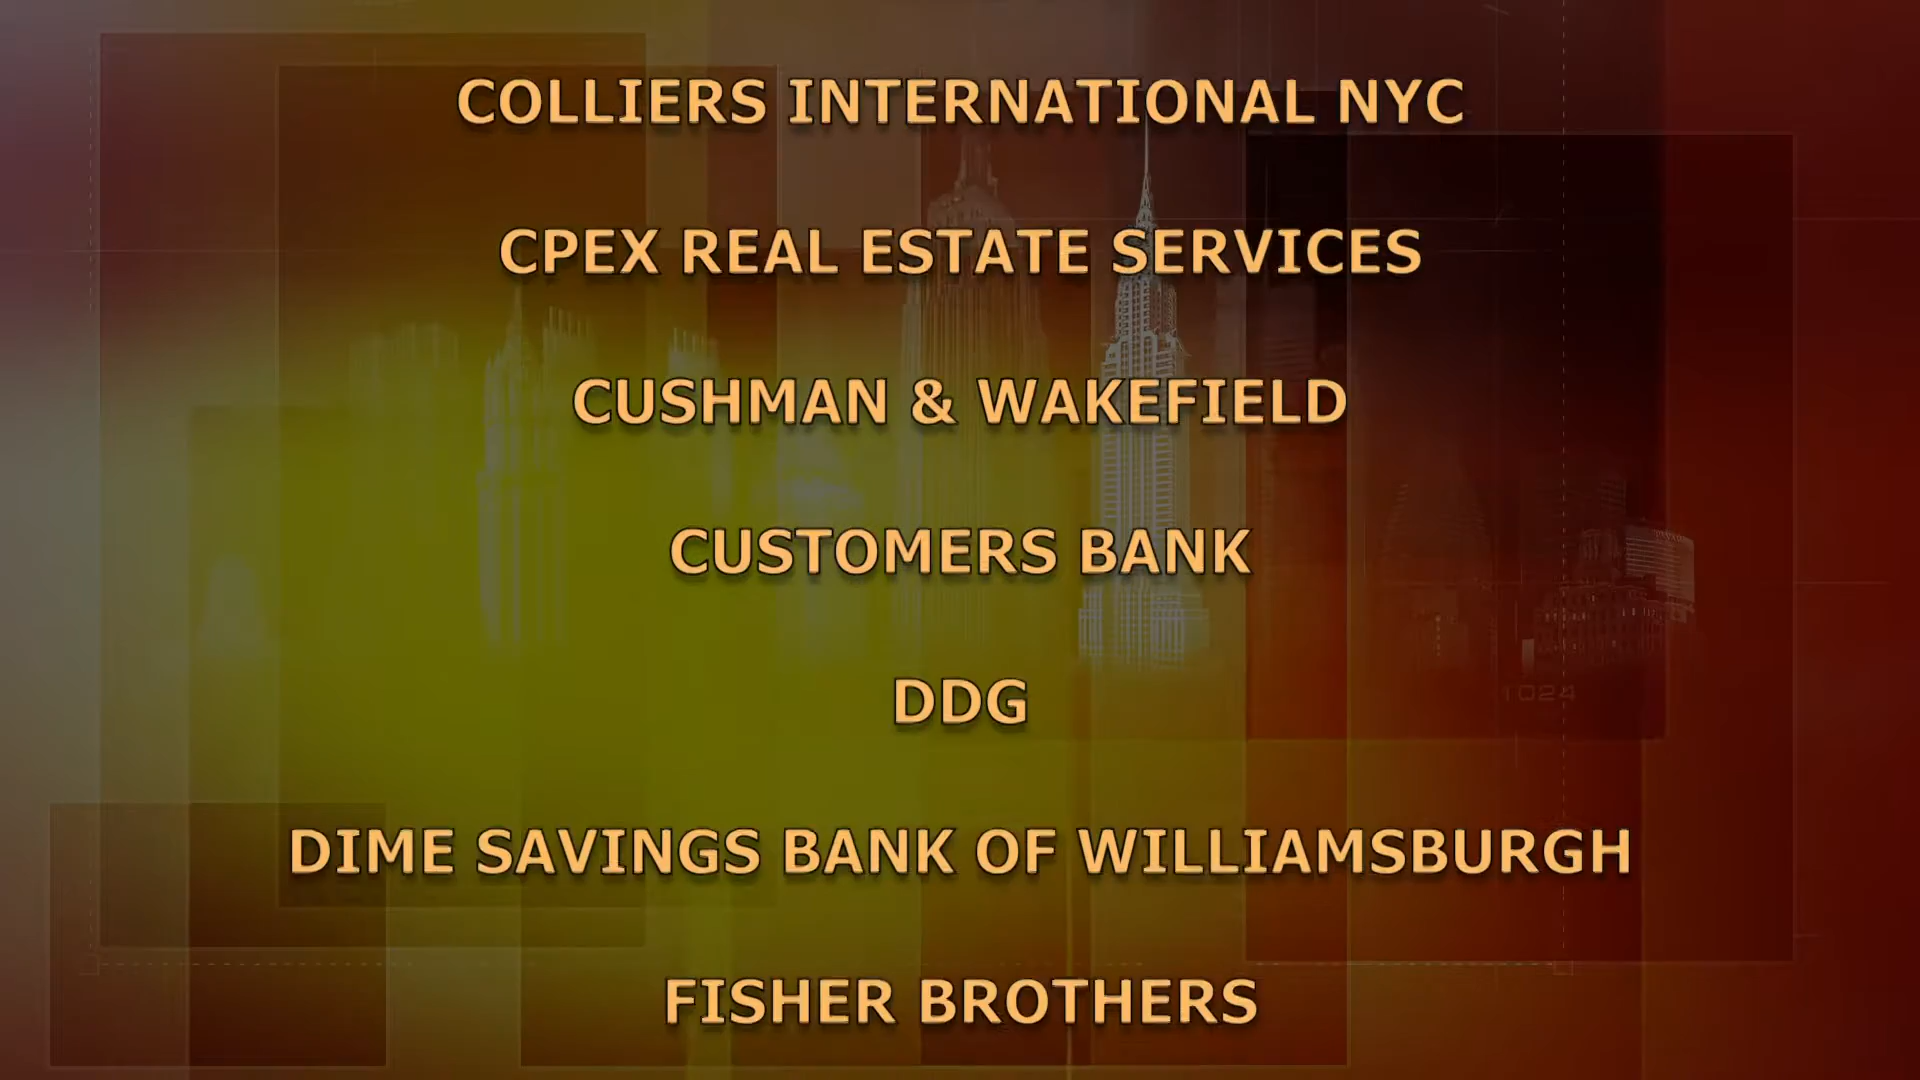 COLLIERS INTERNATIONAL NYC
CPEX REAL ESTATE SERVICES
CUSHMAN & WAKEFIELD
CUSTOMERS BANK
DDG
1024
DIME SAVINGS BANK OF WILLIAMSBURGH
FISHER BROTHERS